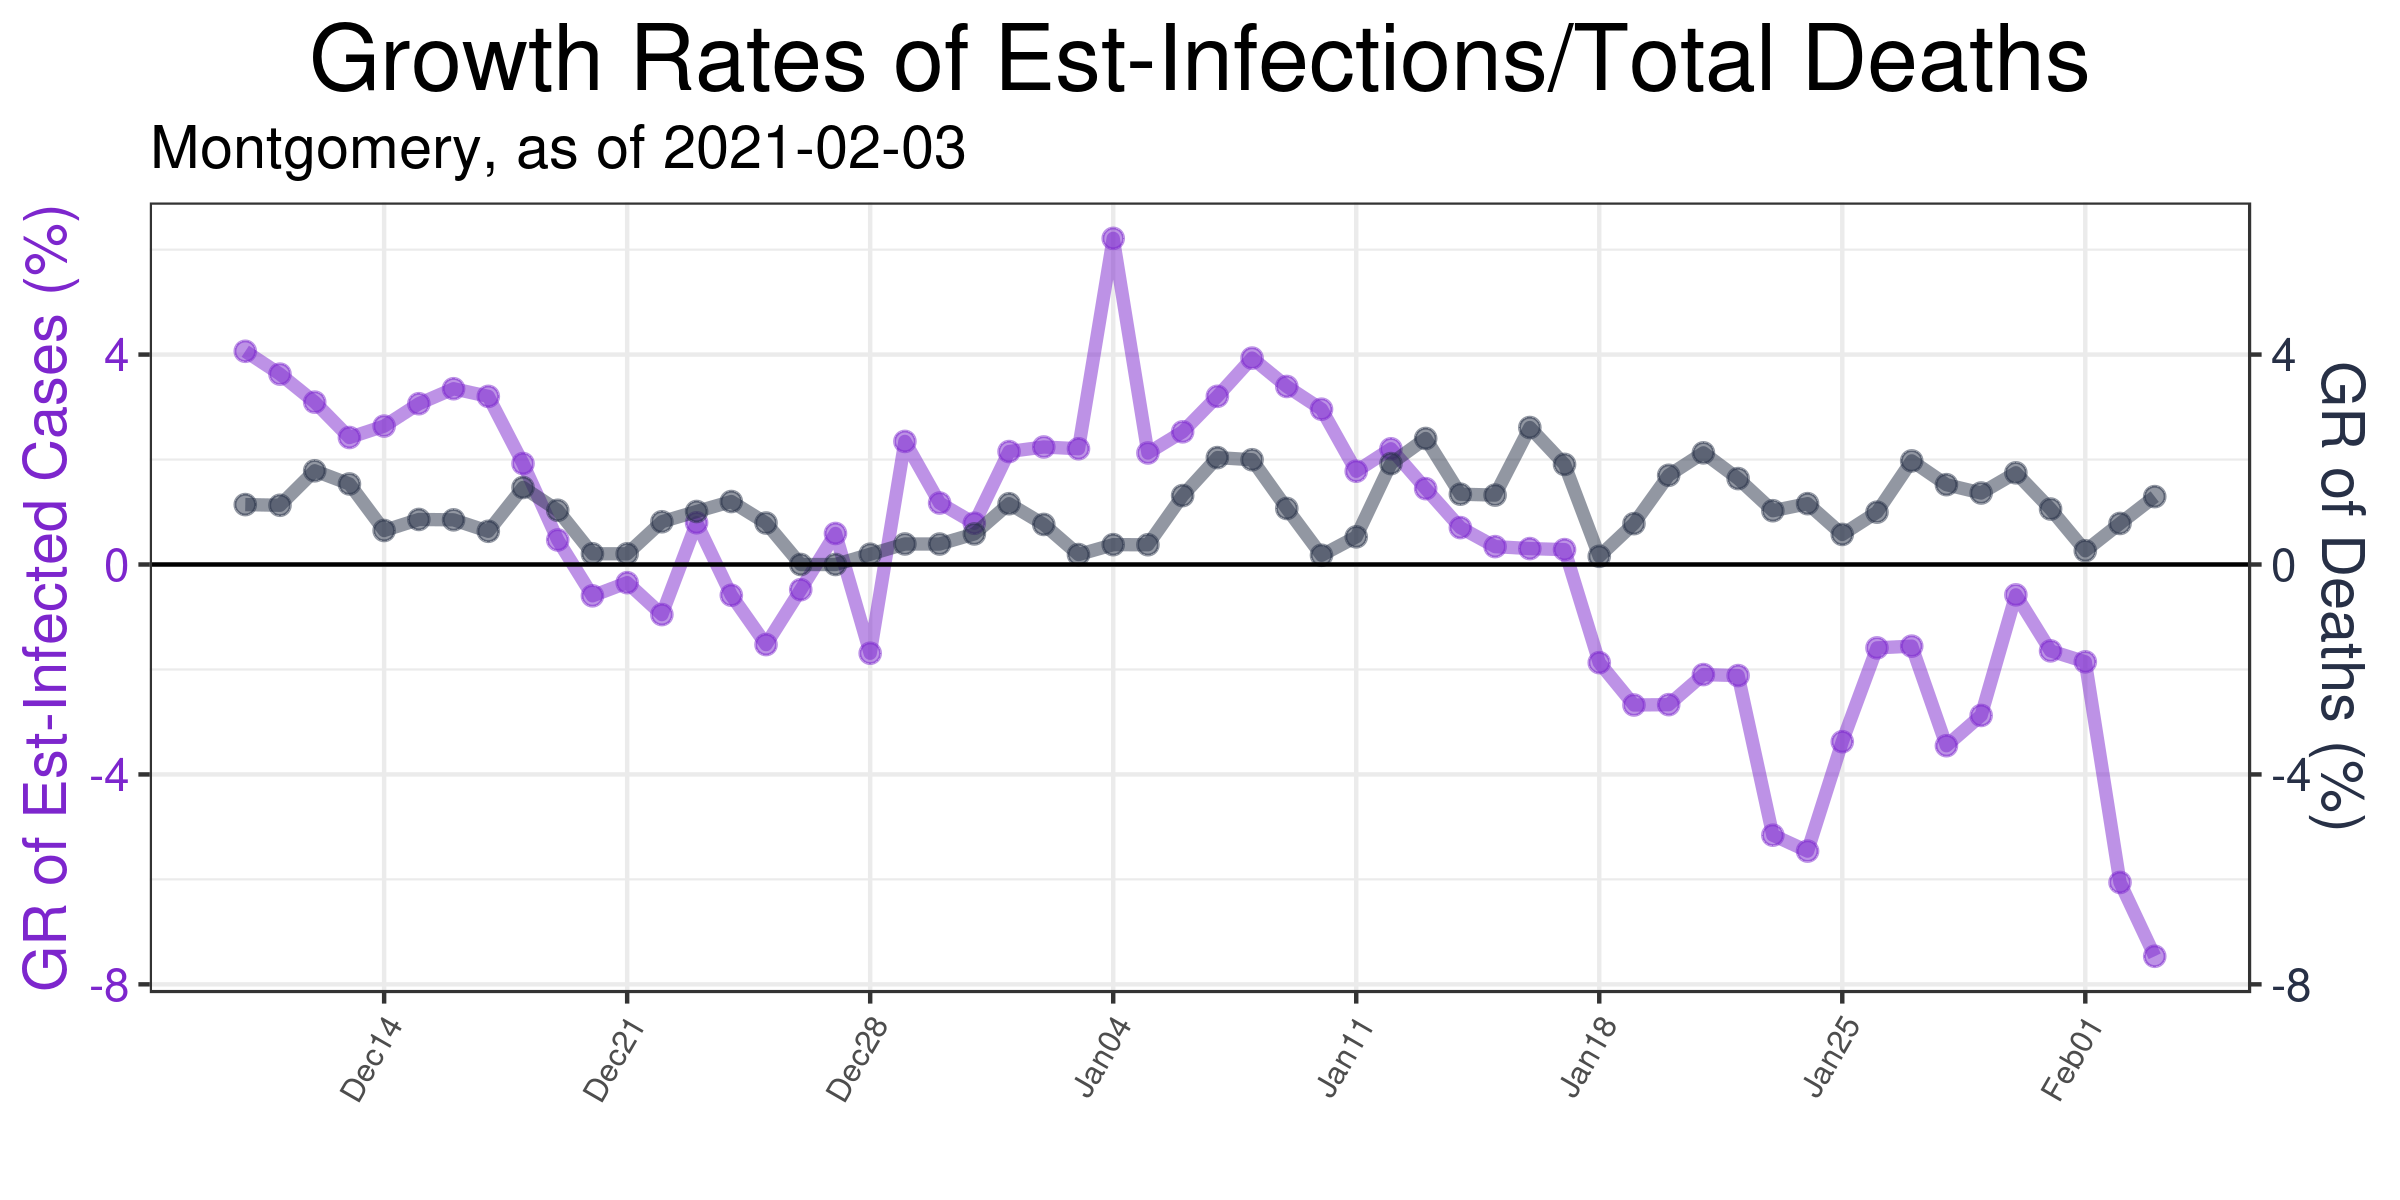 Growth Rates of Est-Infections/Total Deaths
Montgomery, as of 2021-02-03
GR of Est-Infected Cases (%)
4
0
-4
-8
4
0
-4
-8
GR of Deaths (%)
Dec14
Dec21
Dec28
Jan04
Jan11
Jan18
Jan25
Feb01